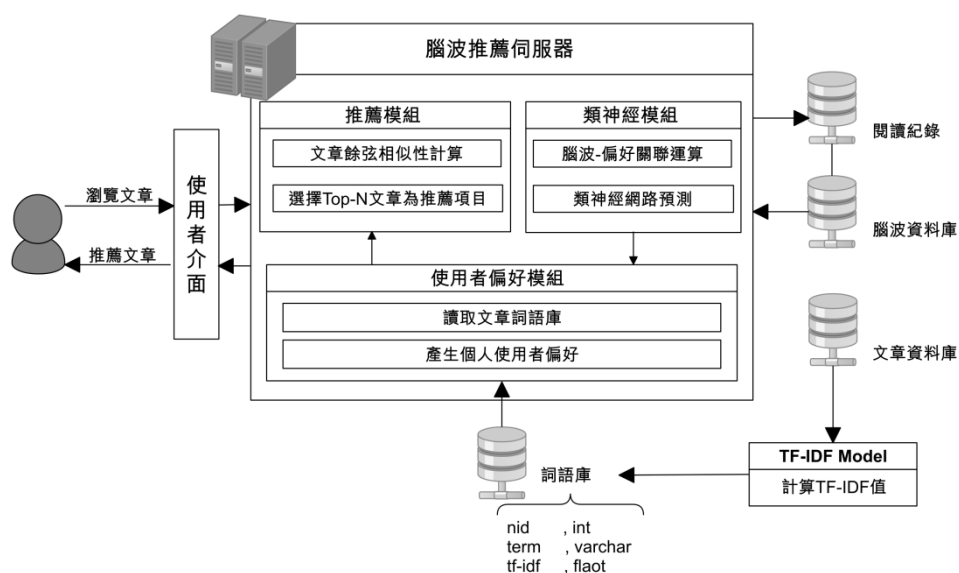 腦波推薦伺服器
推薦模組
文章餘弦相似性計算
選擇Top-N文章為推薦項目
類神經模組
腦波-偏好關聯運算
類神經網路預測
閱讀紀錄
腦波資料庫
瀏覽文章
推薦文章
使用者介面
使用者偏好模組
讀取文章詞語庫
產生個人使用者偏好
文章資料庫
TF-IDF Model
計算TF-IDF值
詞語庫
nid , int
term , varchar
tf-idf , flaot